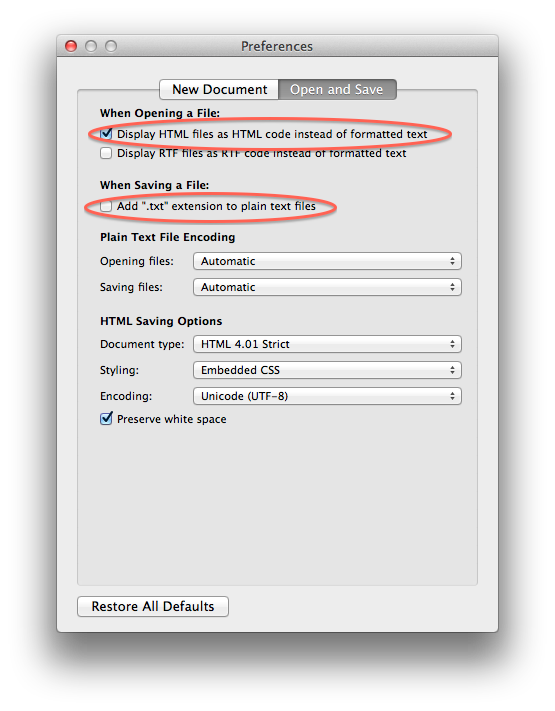 Preferences
New Document Open and Save
When Opening a File:
Display HTML files as HTML code instead of formatted text
Display RTF files as RTF code instead of formatted text
When Saving a File:
Add ".txt" extension to plain text files
Plain Text File Encoding
Opening files: Automatic
Saving files: Automatic
HTML Saving Options
Document type: HTML 4.01 Strict
Styling: Embedded CSS
Encoding: Unicode (UTF-8)
Preserve white space
Restore All Defaults